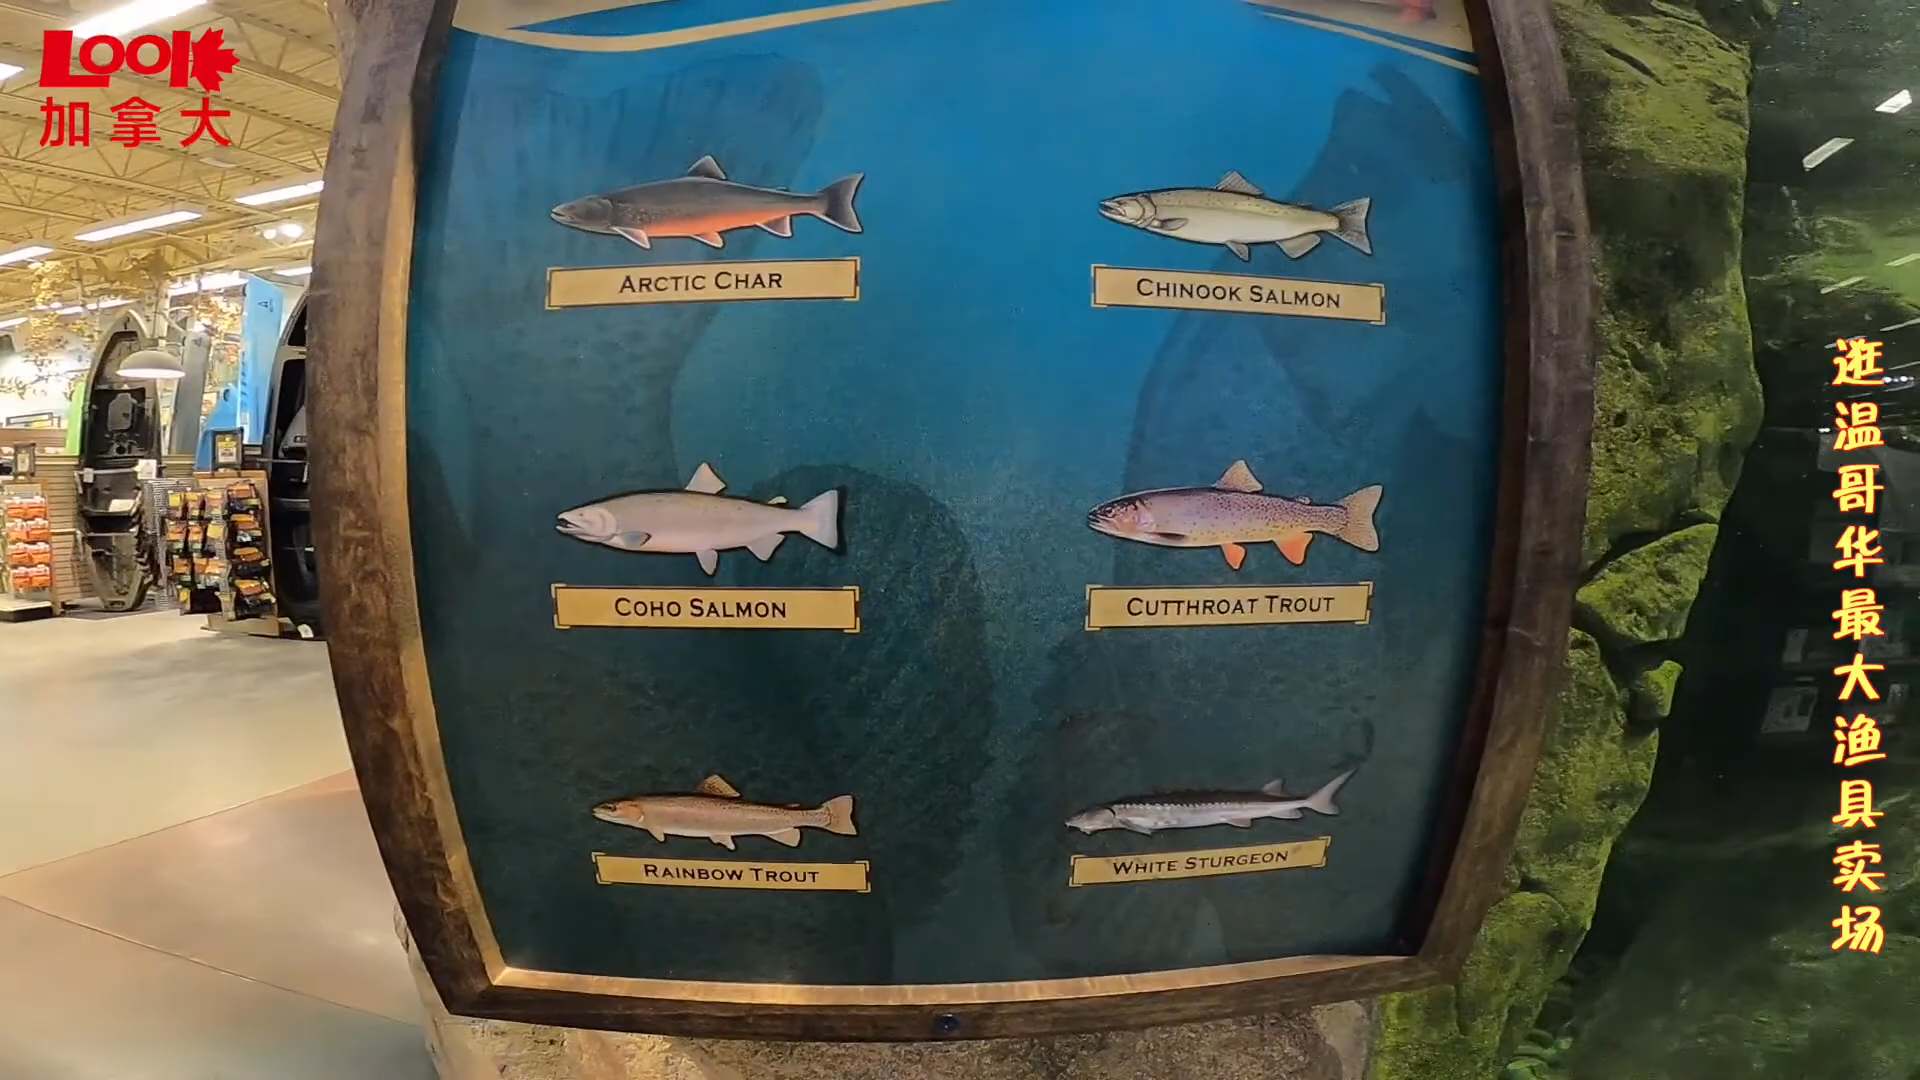 LOOK
加拿大
ARCTIC CHAR
CHINOOK SALMON
COHO SALMON
CUTTHROAT TROUT
RAINBOW TROUT
WHITE STURGEON
逛温哥华最大渔具卖场